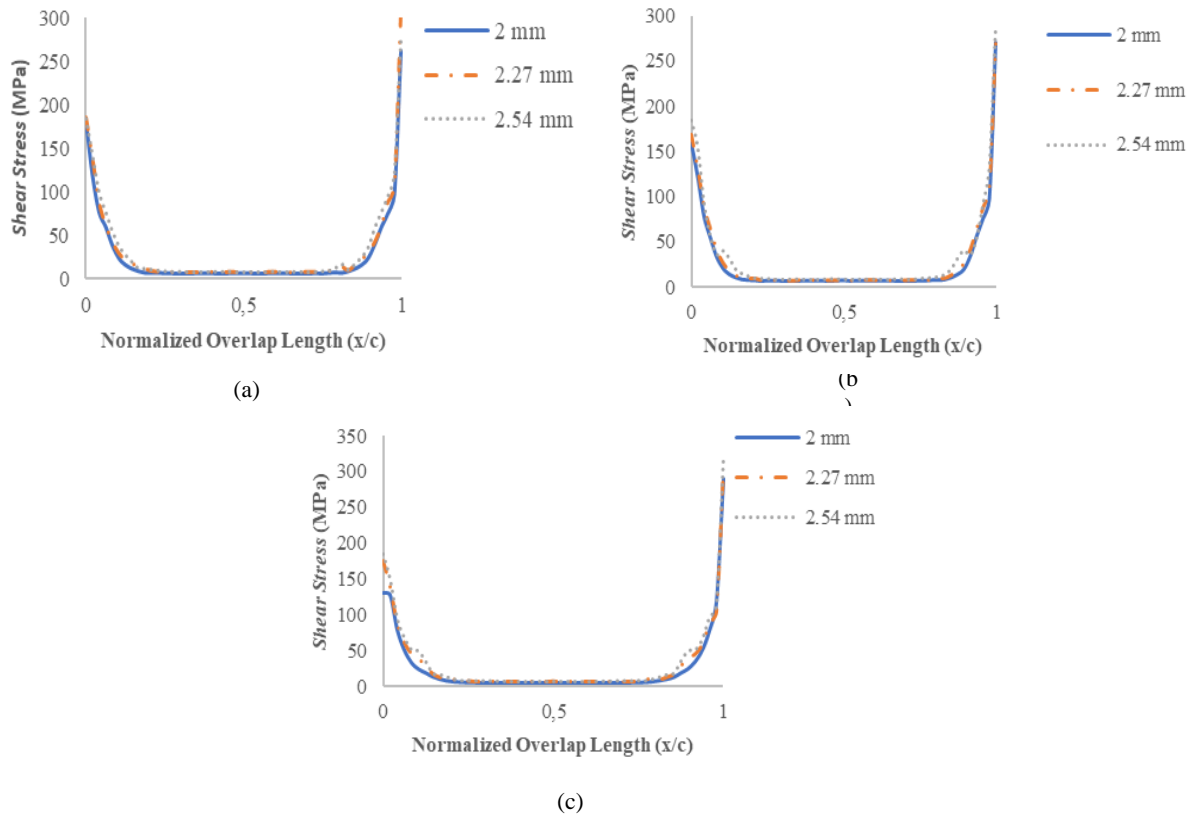 300
250
200
150
100
50
0
Shear Stress (MPa)
0
0,5
1
Normalized Overlap Length (x/c)
2 mm
2.27 mm
2.54 mm
(a)
300
250
200
150
100
50
0
Shear Stress (MPa)
0
0,5
1
Normalized Overlap Length (x/c)
2 mm
2.27 mm
2.54 mm
(b
)
350
300
250
200
150
100
50
0
Shear Stress (MPa)
0
0,5
1
Normalized Overlap Length (x/c)
2 mm
2.27 mm
2.54 mm
(c)